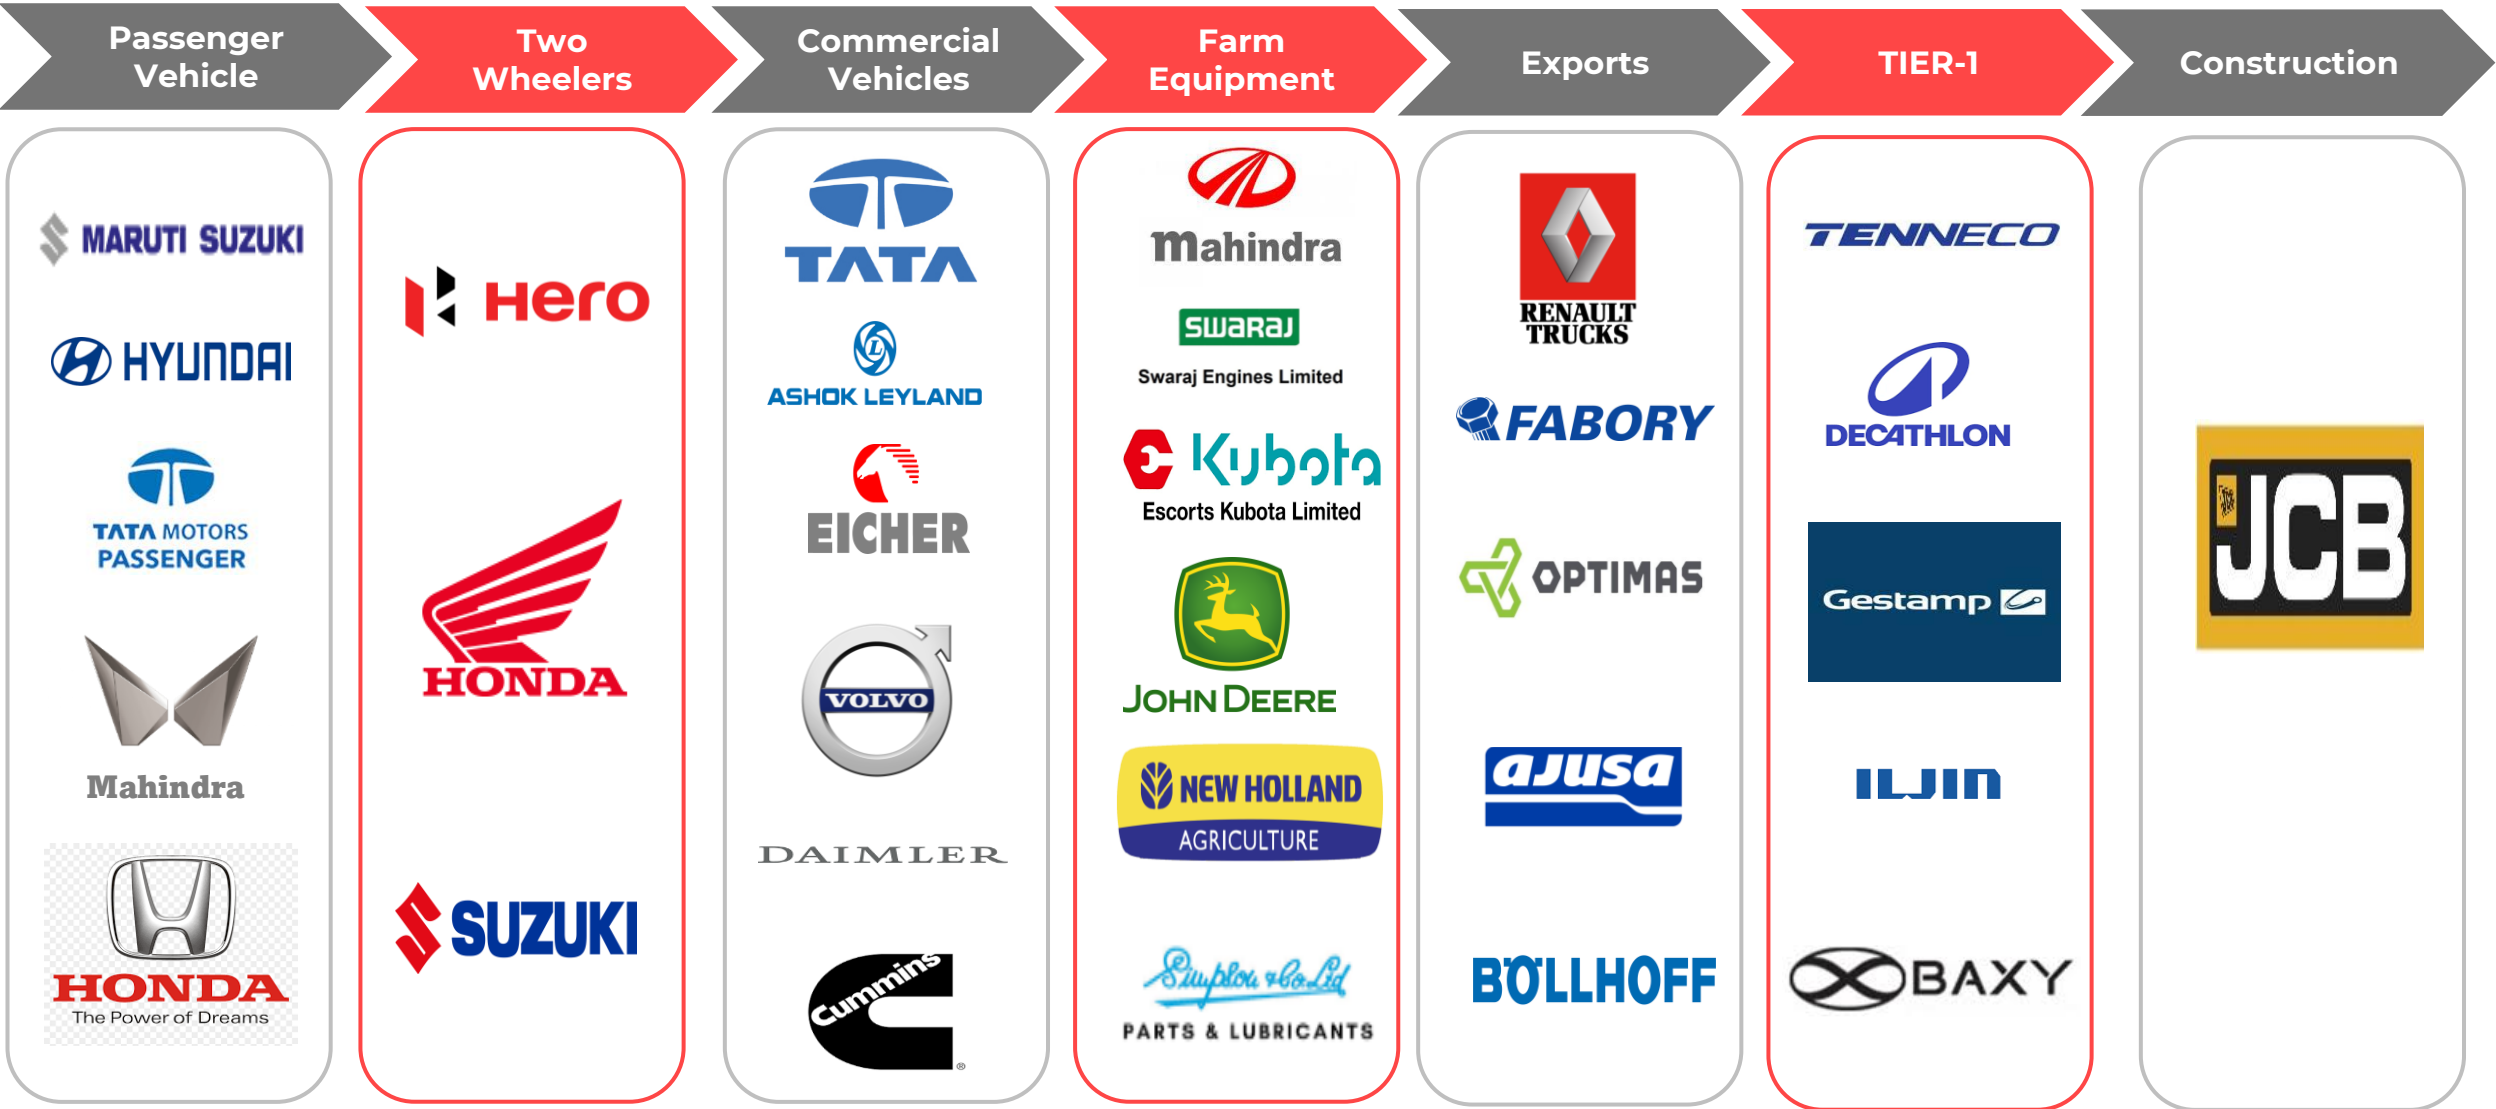 Passenger
Vehicle
Two
Wheelers
Commercial
Vehicles
Farm
Equipment
Exports
TIER-1
Construction
MARUTI SUZUKI
HYUNDAI
TATA MOTORS
PASSENGER
Mahindra
HONDA
The Power of Dreams
Hero
HONDA
SUZUKI
TATA
L
ASHOK LEYLAND
EICHER
VOLVO
DAIMLER
Cummins
®
mahindra
SWARAJ
Swaraj Engines Limited
Kubota
Escorts Kubota Limited
JOHN DEERE
NEW HOLLAND
AGRICULTURE
Simpson & Co Ltd
PARTS & LUBRICANTS
RENAULT
TRUCKS
FABORY
OPTIMAS
AJUSA
BÖLLHOFF
TENNECO
DECATHLON
Gestamp
ILJIN
BAXY
JCB